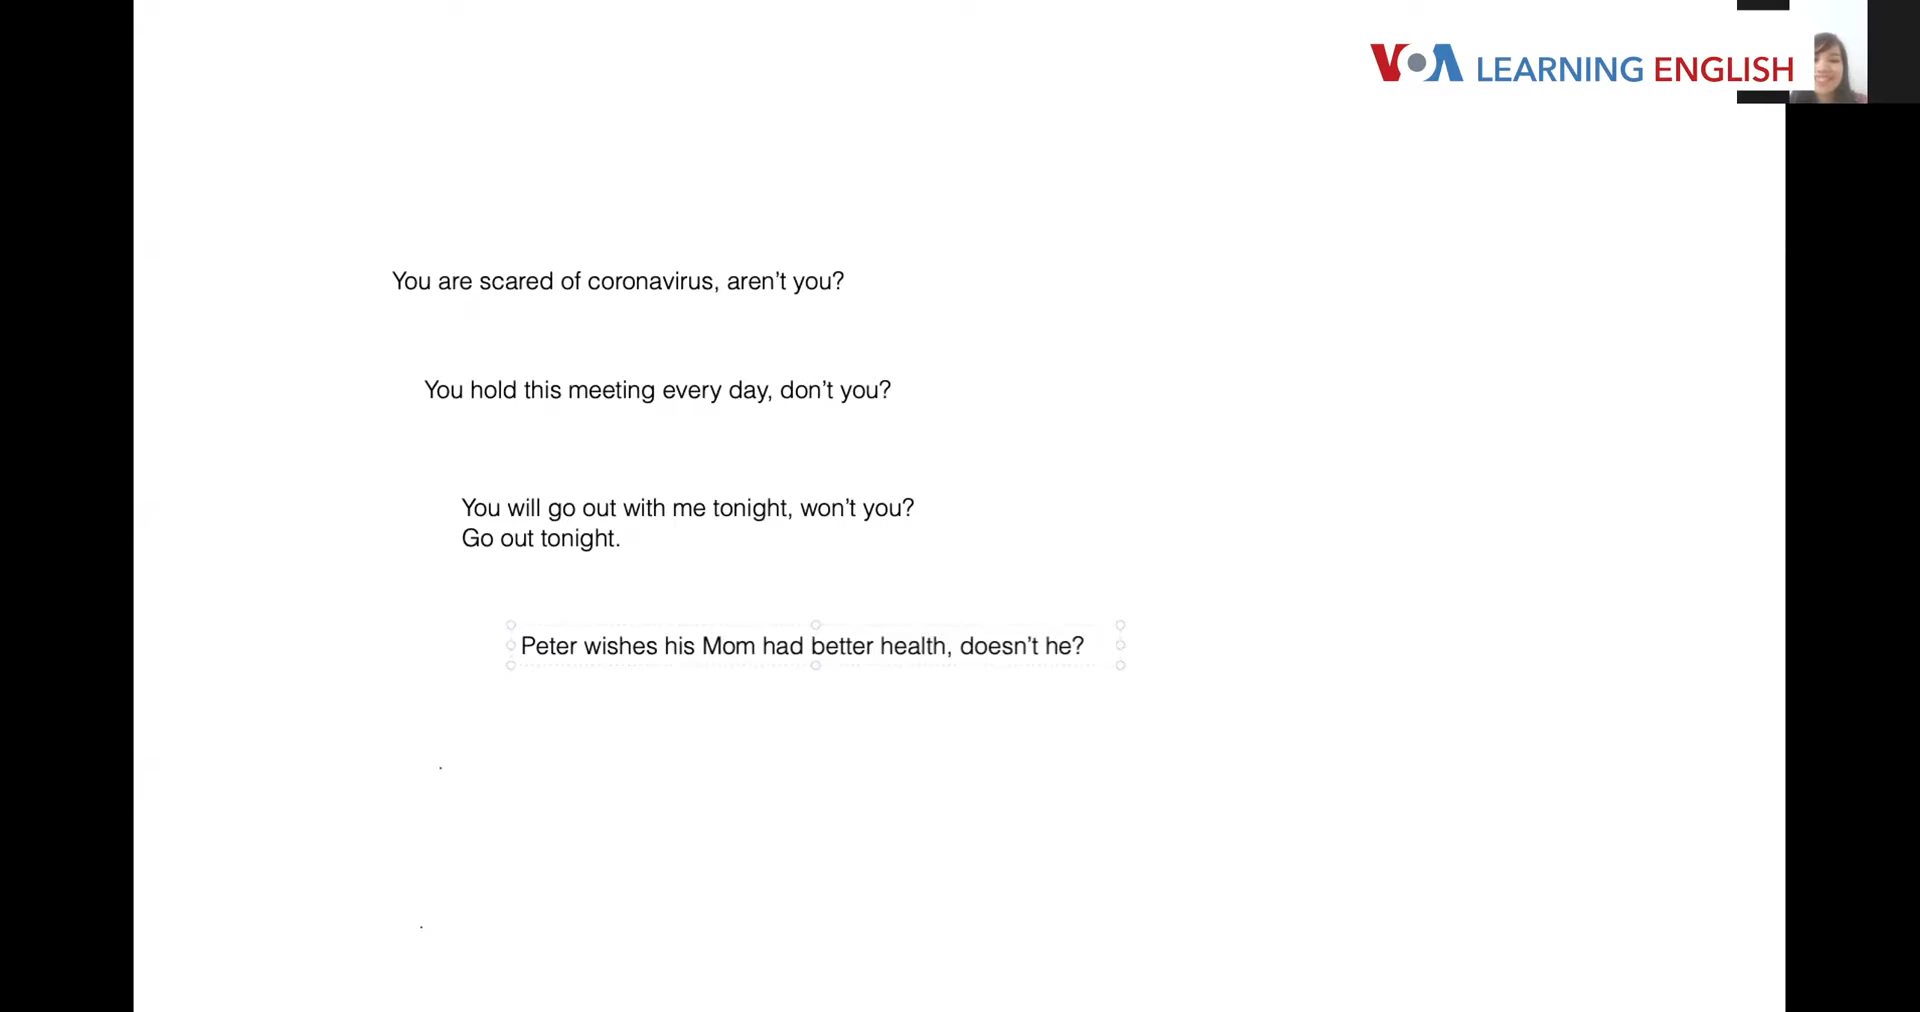 VOA LEARNING ENGLISH
You are scared of coronavirus, aren’t you?
You hold this meeting every day, don’t you?
You will go out with me tonight, won’t you?
Go out tonight.
Peter wishes his Mom had better health, doesn’t he?